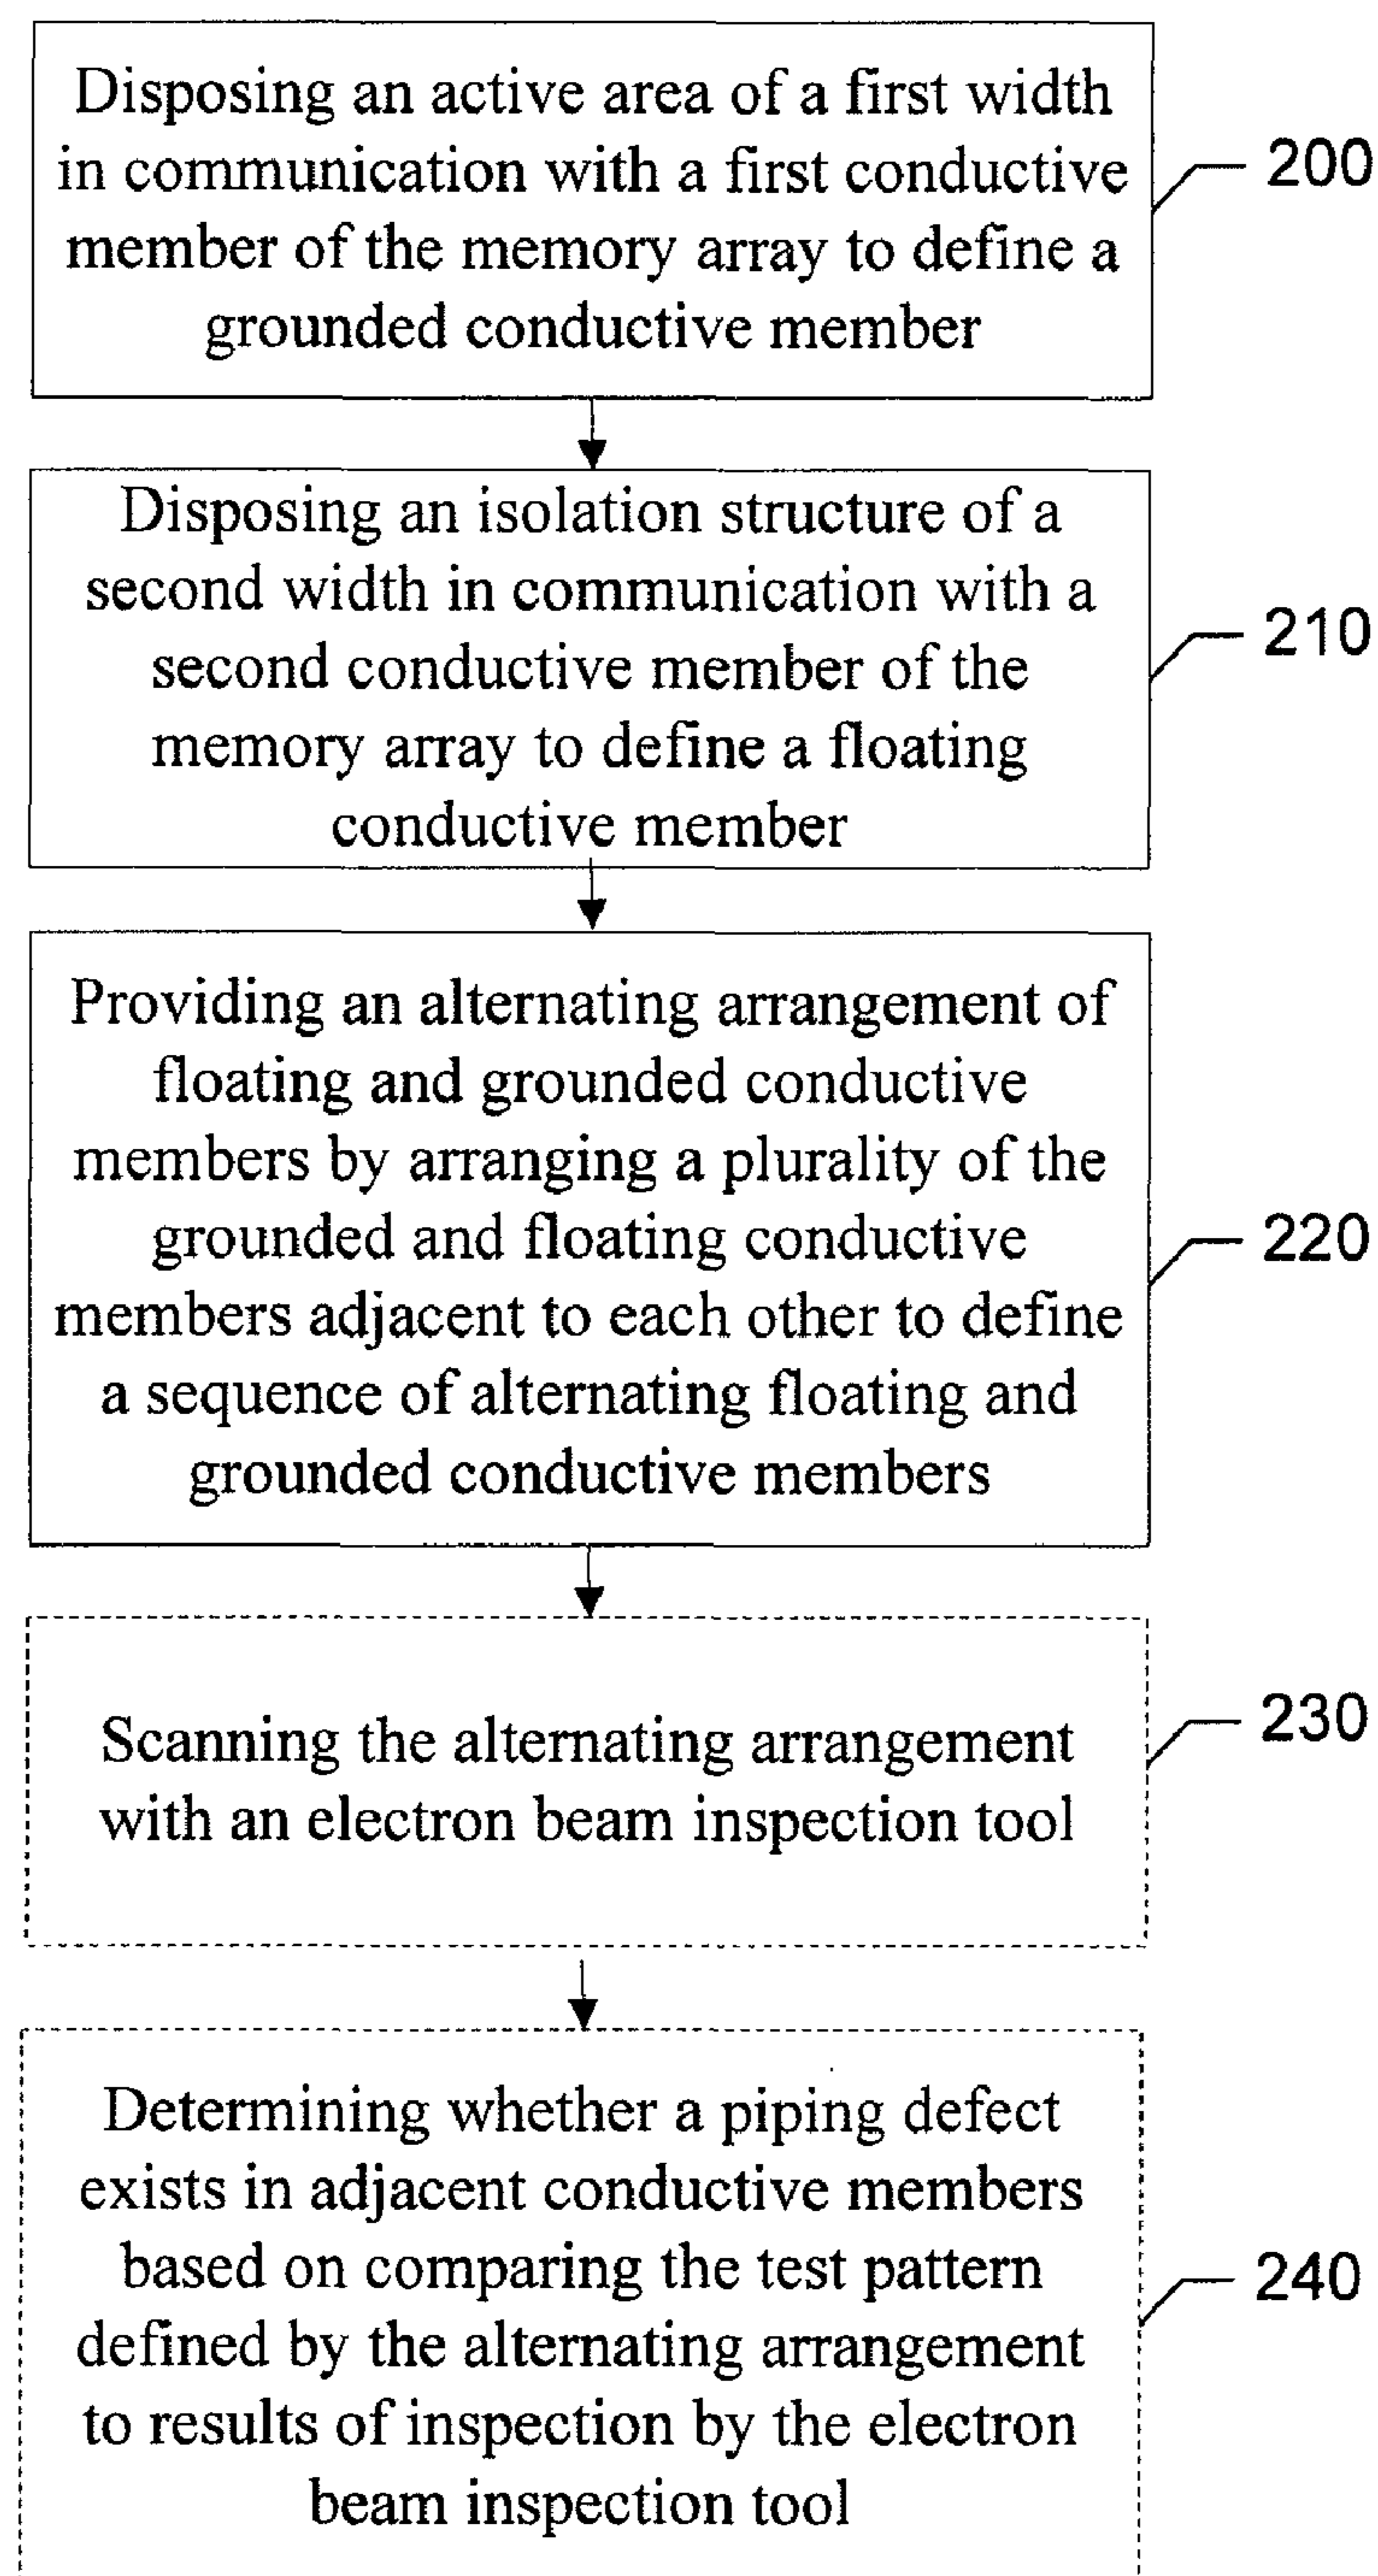 Disposing an active area of a first width
in communication with a first conductive
member of the memory array to define a
grounded conductive member
200
Disposing an isolation structure of a
second width in communication with a
second conductive member of the
memory array to define a floating
conductive member
210
Providing an alternating arrangement of
floating and grounded conductive
members by arranging a plurality of the
grounded and floating conductive
members adjacent to each other to define
a sequence of alternating floating and
grounded conductive members
220
Scanning the alternating arrangement
with an electron beam inspection tool
230
Determining whether a piping defect
exists in adjacent conductive members
based on comparing the test pattern
defined by the alternating arrangement
to results of inspection by the electron
beam inspection tool
240